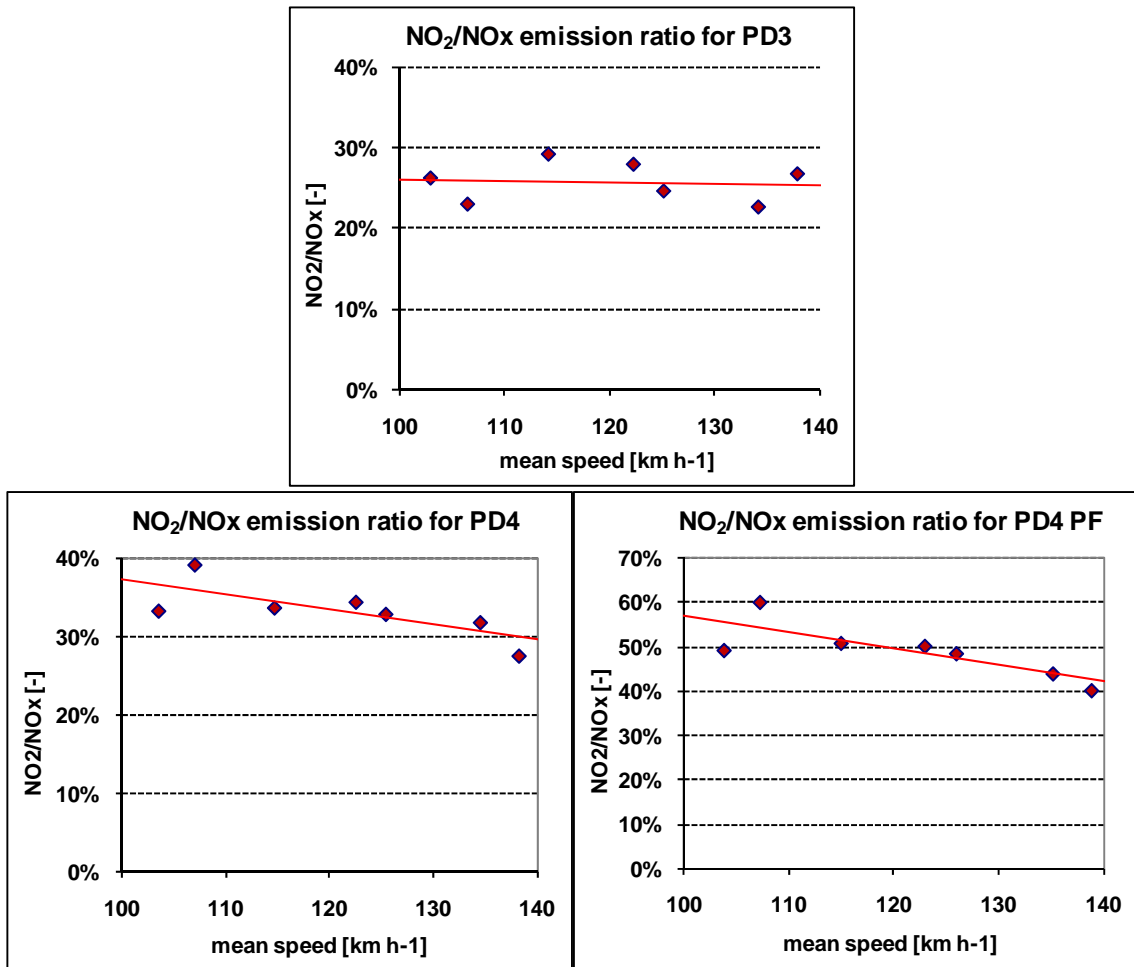 NO₂/NOx emission ratio for PD3
40%
30%
20%
10%
0%
NO2/NOx [-]
100 110 120 130 140
mean speed [km h-1]
NO₂/NOx emission ratio for PD4
40%
30%
20%
10%
0%
NO2/NOx [-]
100 110 120 130 140
mean speed [km h-1]
NO₂/NOx emission ratio for PD4 PF
70%
60%
50%
40%
30%
20%
10%
0%
NO2/NOx [-]
100 110 120 130 140
mean speed [km h-1]